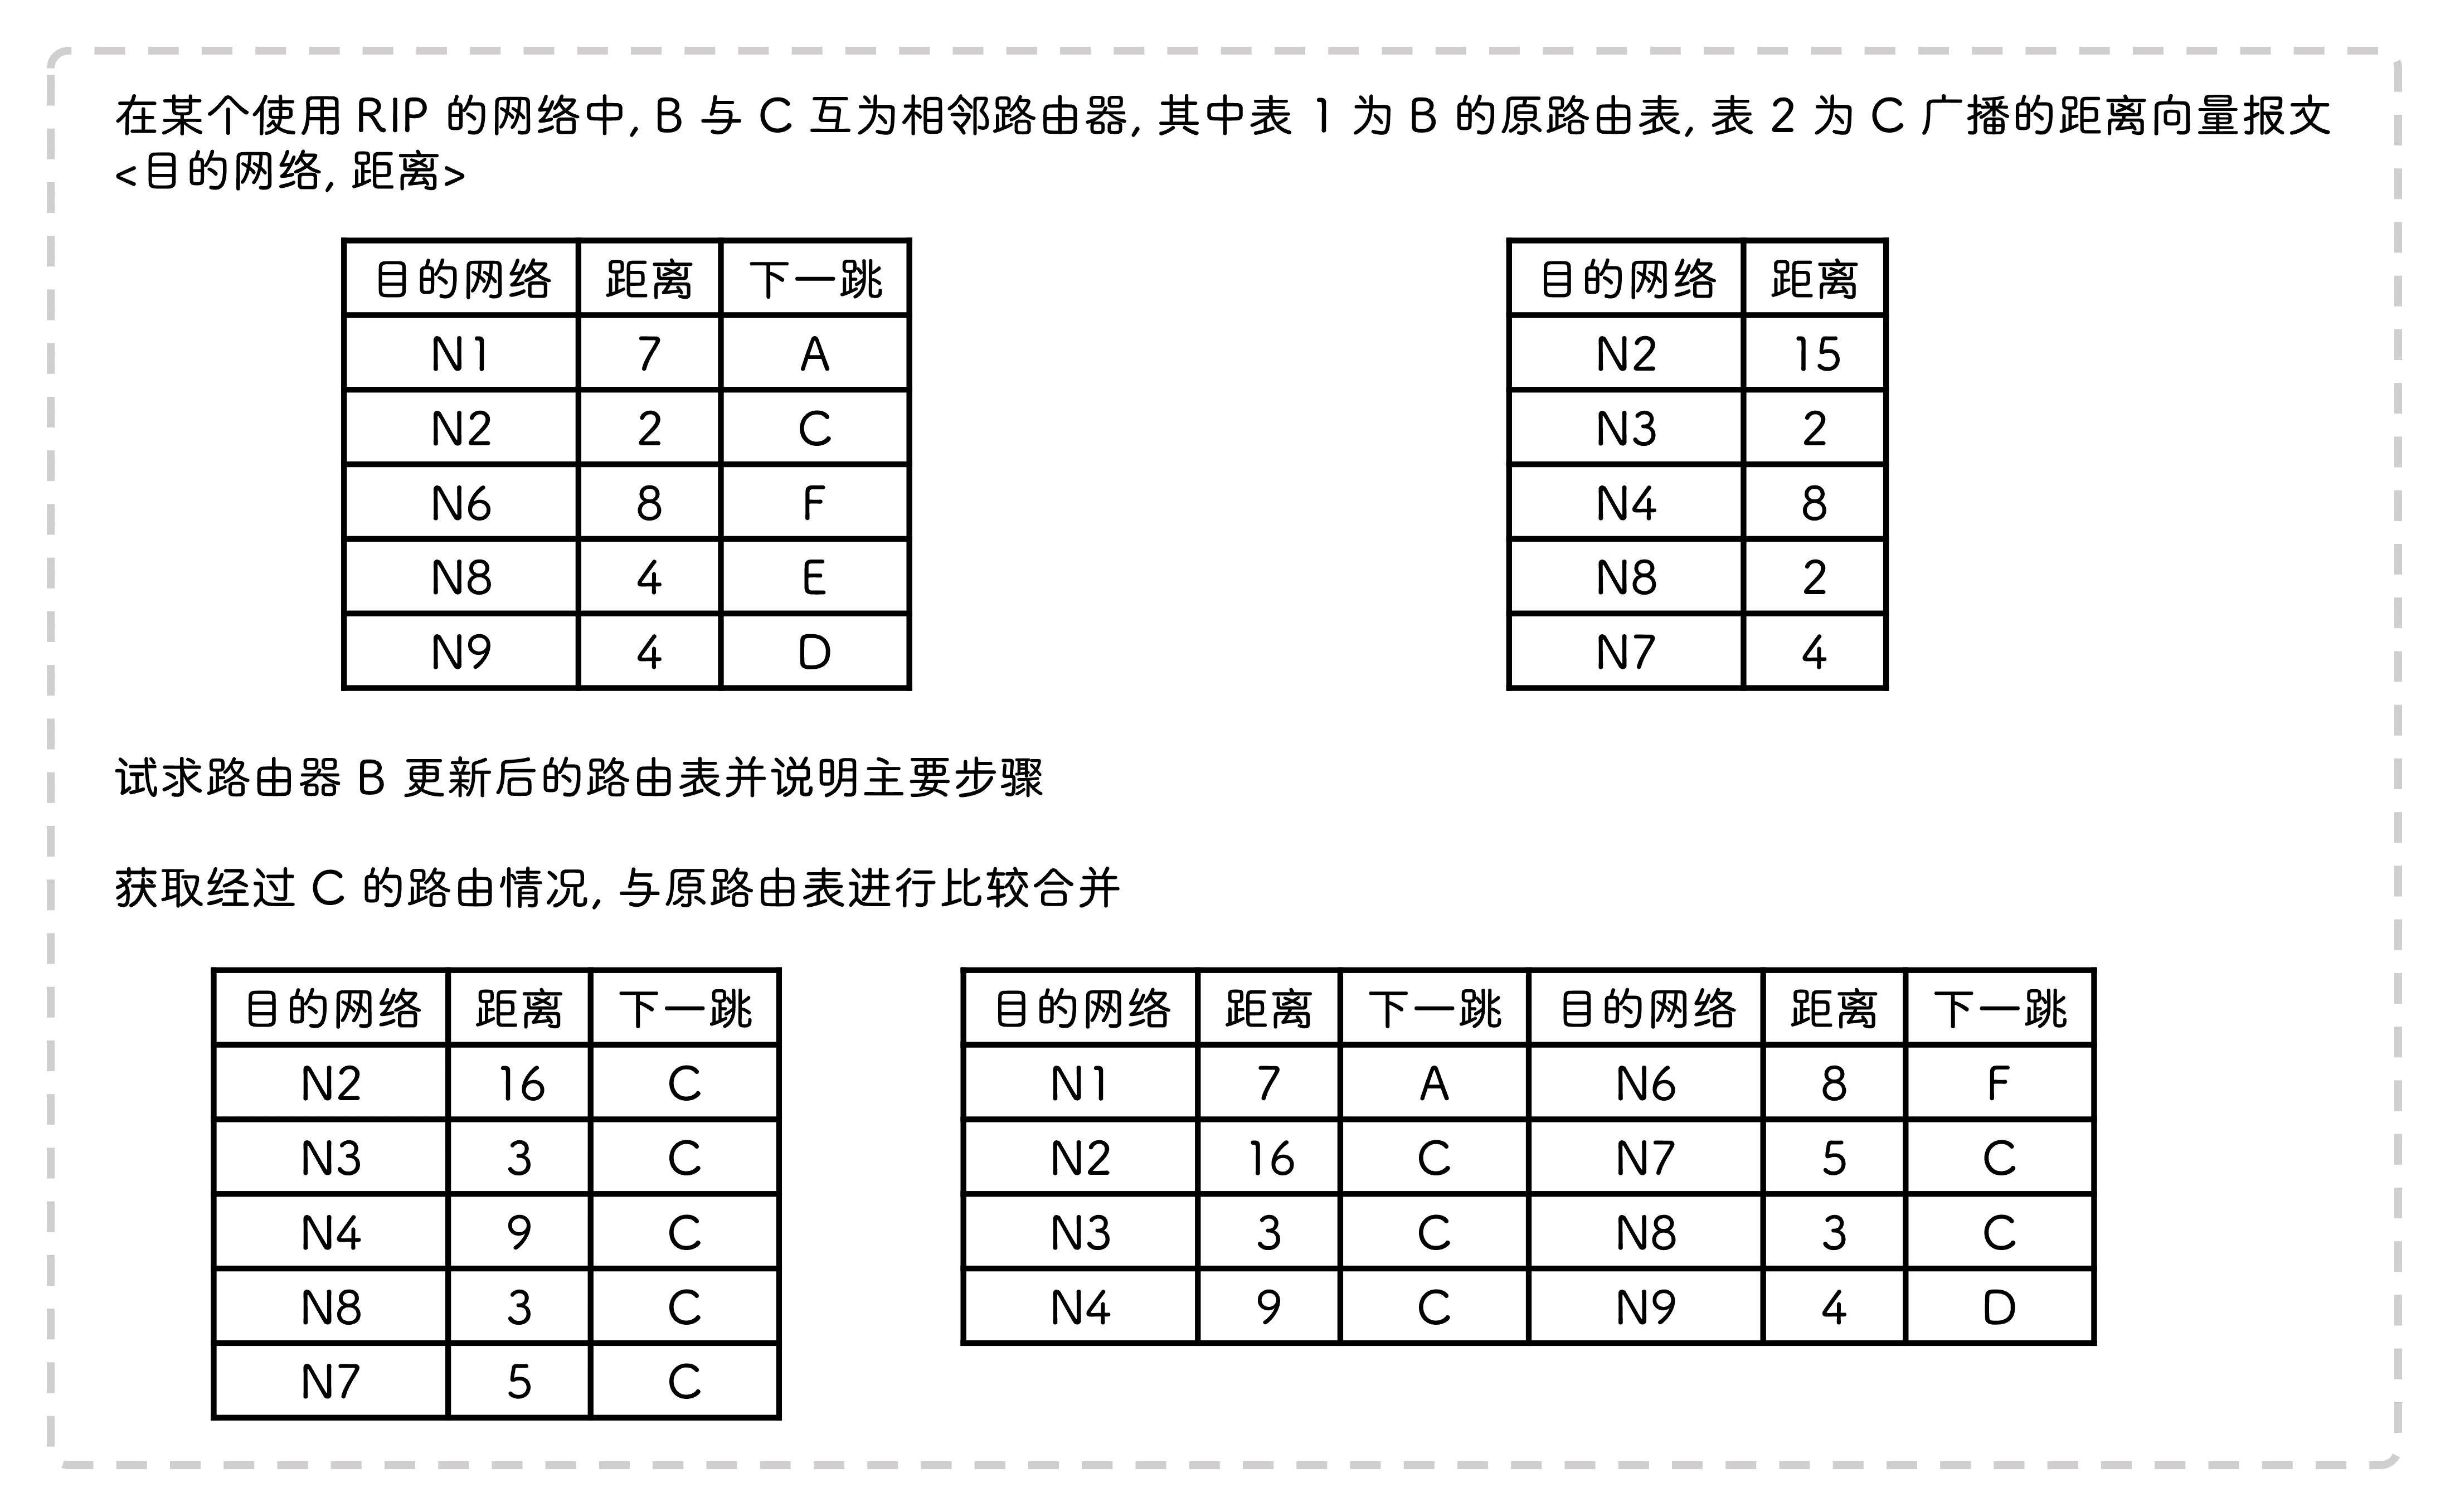 在某个使用 RIP 的网络中, B 与 C 互为相邻路由器, 其中表 1 为 B 的原路由表, 表 2 为 C 广播的距离向量报文
<目的网络, 距离>
目的网络 距离 下一跳
N1 7 A
N2 2 C
N6 8 F
N8 4 E
N9 4 D
目的网络 距离
N2 15
N3 2
N4 8
N8 2
N7 4
试求路由器 B 更新后的路由表并说明主要步骤
获取经过 C 的路由情况, 与原路由表进行比较合并
目的网络 距离 下一跳
N2 16 C
N3 3 C
N4 9 C
N8 3 C
N7 5 C
目的网络 距离 下一跳 目的网络 距离 下一跳
N1 7 A N6 8 F
N2 16 C N7 5 C
N3 3 C N8 3 C
N4 9 C N9 4 D